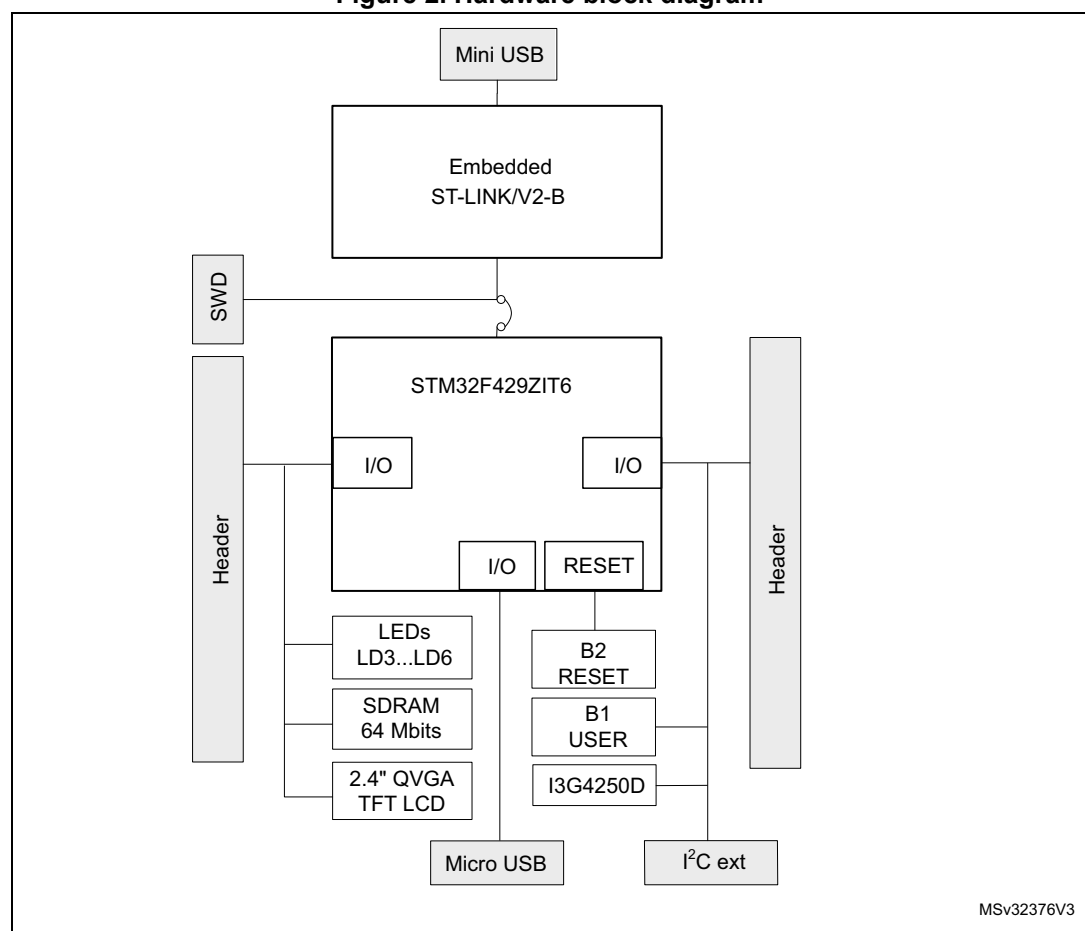 Figure 2. Hardware block diagram
Mini USB
Embedded
ST-LINK/V2-B
SWD
STM32F429ZIT6
I/O
I/O
Header
Header
I/O
RESET
LEDs
LD3...LD6
B2
RESET
SDRAM
64 Mbits
B1
USER
2.4" QVGA
TFT LCD
I3G4250D
Micro USB
I²C ext
MSv32376V3